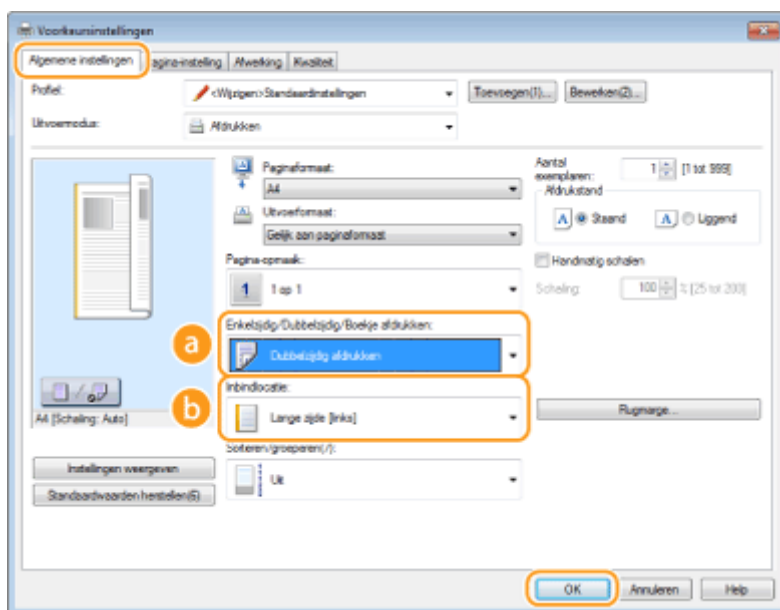 Voorkeursinstellingen
Algemene instellingen
Pagina-instelling
Afwerking
Kwaliteit
Profiel:
<Wijzigen>Standaardinstellingen
Toevoegen(1)...
Bewerken(2)...
Uitvoermodus:
Afdrukken
Paginaformaat:
A4
Uitvoerformaat:
Gelijk aan paginaformaat
Aantal
exemplaren:
1 [1 tot 999]
Afdrukstand
A Staand
A Liggend
Pagina-opmaak:
1 1 op 1
Handmatig schalen
Schaling: 100 % [25 tot 200]
a
Enkelzijdig/Dubbelzijdig/Boekje afdrukken:
Dubbelzijdig afdrukken
b
Inbindlocatie:
Lange zijde [links]
Rugmarge...
A4 [Schaling: Auto]
Sorteren/groeperen(7):
Uit
Instellingen weergeven
Standaardwaarden herstellen(6)
OK
Annuleren
Help